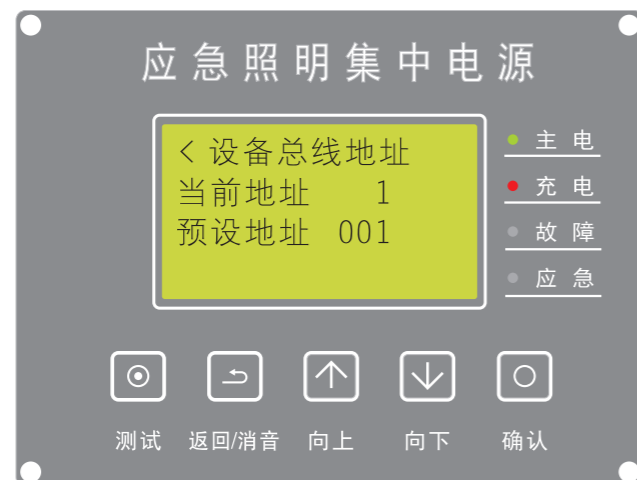 应急照明集中电源
< 设备总线地址
当前地址 1
预设地址 001
主电
充电
故障
应急
测试 返回/消音 向上 向下 确认